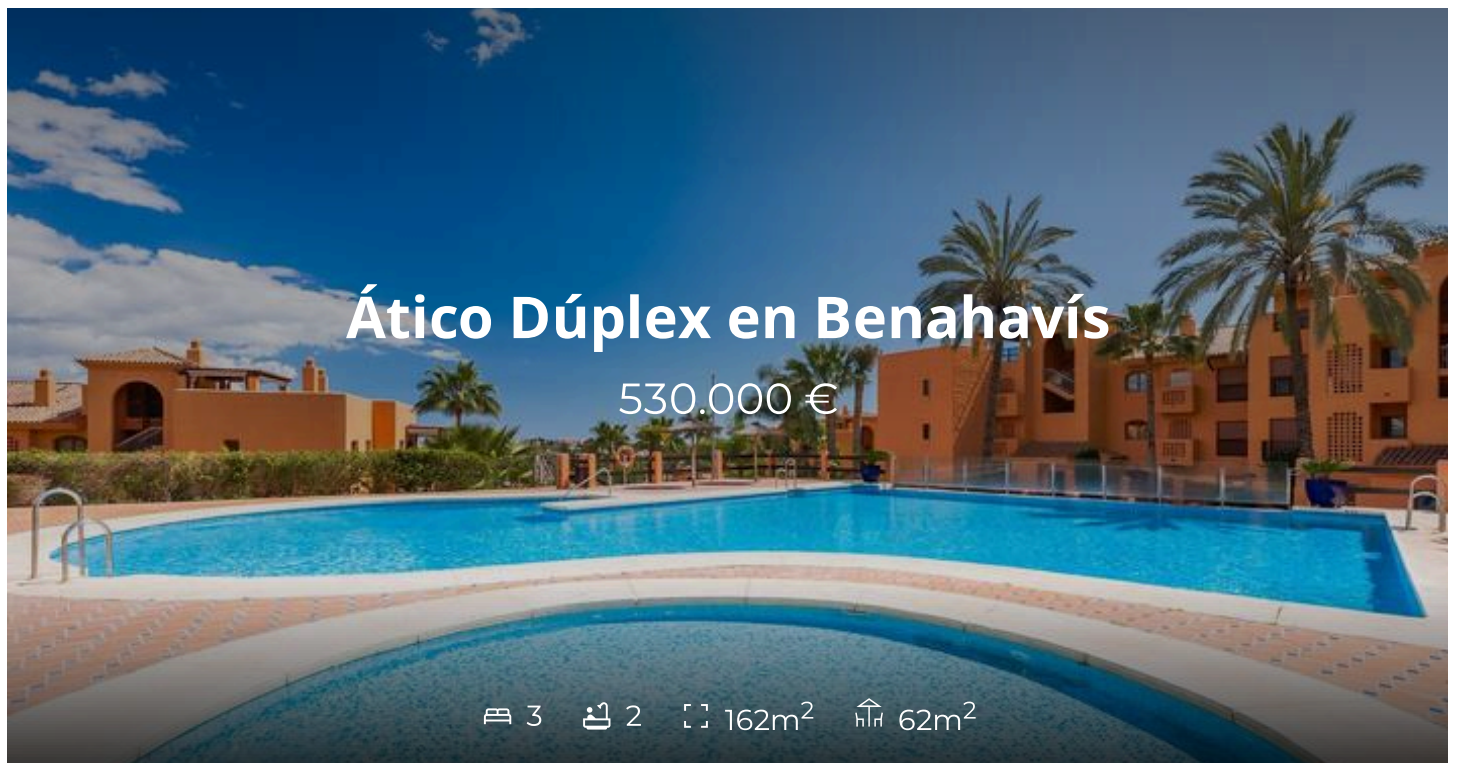 Ático Dúplex en Benahavís
530.000 €
3 2 162m² 62m²